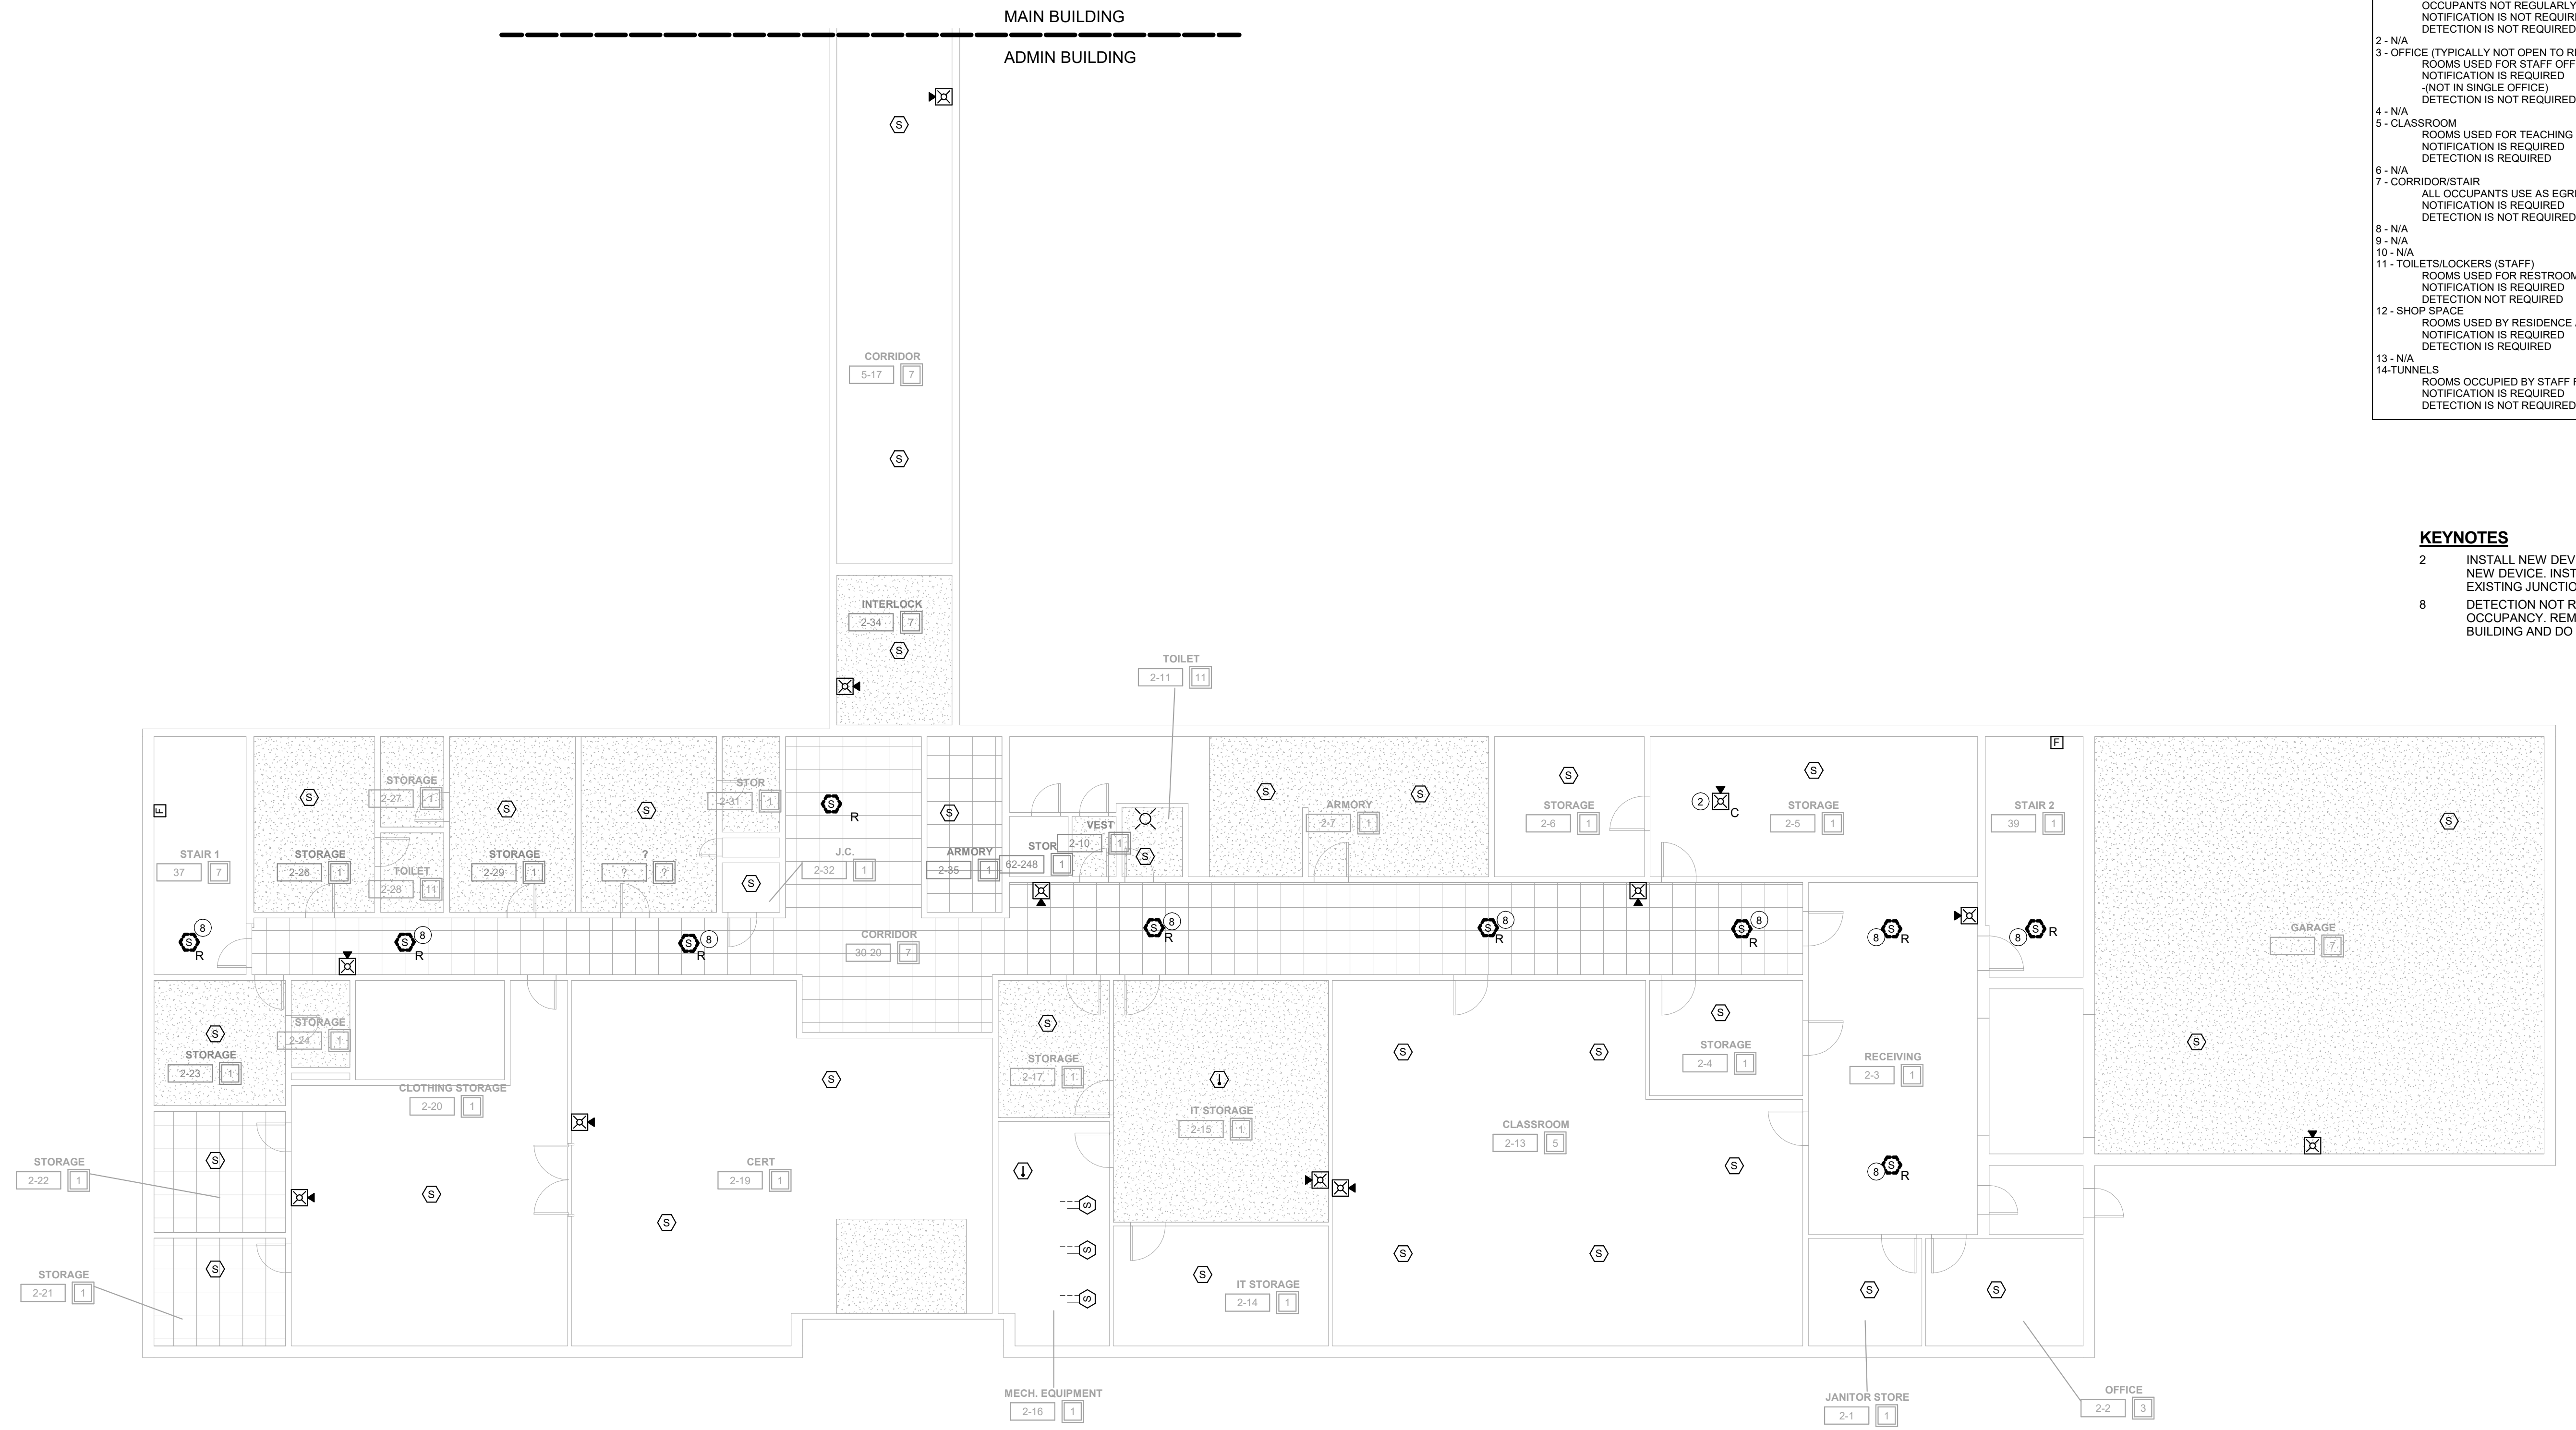 MAIN BUILDING
ADMIN BUILDING
OCCUPANTS NOT REGULARLY
NOTIFICATION IS NOT
DETECTION IS NOT REQUIRED
2 - N/A
3 - OFFICE (TYPICALLY NOT OPEN TO
ROOMS USED FOR STAFF
NOTIFICATION IS REQUIRED
-(NOT IN SINGLE OFFICE)
DETECTION IS NOT REQUIRED
4 - N/A
5 - CLASSROOM
ROOMS USED FOR TEACHING
NOTIFICATION IS REQUIRED
DETECTION IS REQUIRED
6 - N/A
7 - CORRIDOR/STAIR
ALL OCCUPANTS USE AS
NOTIFICATION IS REQUIRED
DETECTION IS NOT REQUIRED
8 - N/A
9 - N/A
10 - N/A
11 - TOILETS/LOCKERS (STAFF)
ROOMS USED FOR
NOTIFICATION IS REQUIRED
DETECTION NOT REQUIRED
12 - SHOP SPACE
ROOMS USED BY RESIDENCE
NOTIFICATION IS REQUIRED
DETECTION IS REQUIRED
13 - N/A
14-TUNNELS
ROOMS OCCUPIED BY STAFF
NOTIFICATION IS REQUIRED
DETECTION IS NOT REQUIRED
KEYNOTES
2 INSTALL NEW
NEW DEVICE.
EXISTING
8 DETECTION NOT
OCCUPANCY.
BUILDING AND DO
S
CORRIDOR
5-17 7
S
INTERLOCK
2-34 7
S
TOILET
2-11 11
F
STAIR 1
37 7
8
S
R
S
STORAGE
2-26 1
STORAGE
2-27 1
TOILET
2-28 11
S
STORAGE
2-29 1
S
?
? ?
STOR
2-31 1
S
J.C.
2-32 1
S
R
S
ARMORY
2-35 1
STOR
62-248 1
VEST
2-10 1
S
S
S
ARMORY
2-7 1
S
STORAGE
2-6 1
2
C
S
STORAGE
2-5 1
F
STAIR 2
39 1
8
S
R
S
GARAGE
7
S
S
8
R
S
8
R
CORRIDOR
30-20 7
S
8
R
S
8
R
S
8
R
S
8
R
RECEIVING
2-3 1
S
8
R
S
STORAGE
2-23 1
STORAGE
2-24 1
CLOTHING STORAGE
2-20 1
S
STORAGE
2-22 1
S
STORAGE
2-21 1
S
S
CERT
2-19 1
S
S
STORAGE
2-17 1
S
S
S
MECH. EQUIPMENT
2-16 1
IT STORAGE
2-15 1
S
IT STORAGE
2-14 1
S
S
CLASSROOM
2-13 5
S
S
S
S
STORAGE
2-4 1
S
JANITOR STORE
2-1 1
S
OFFICE
2-2 3